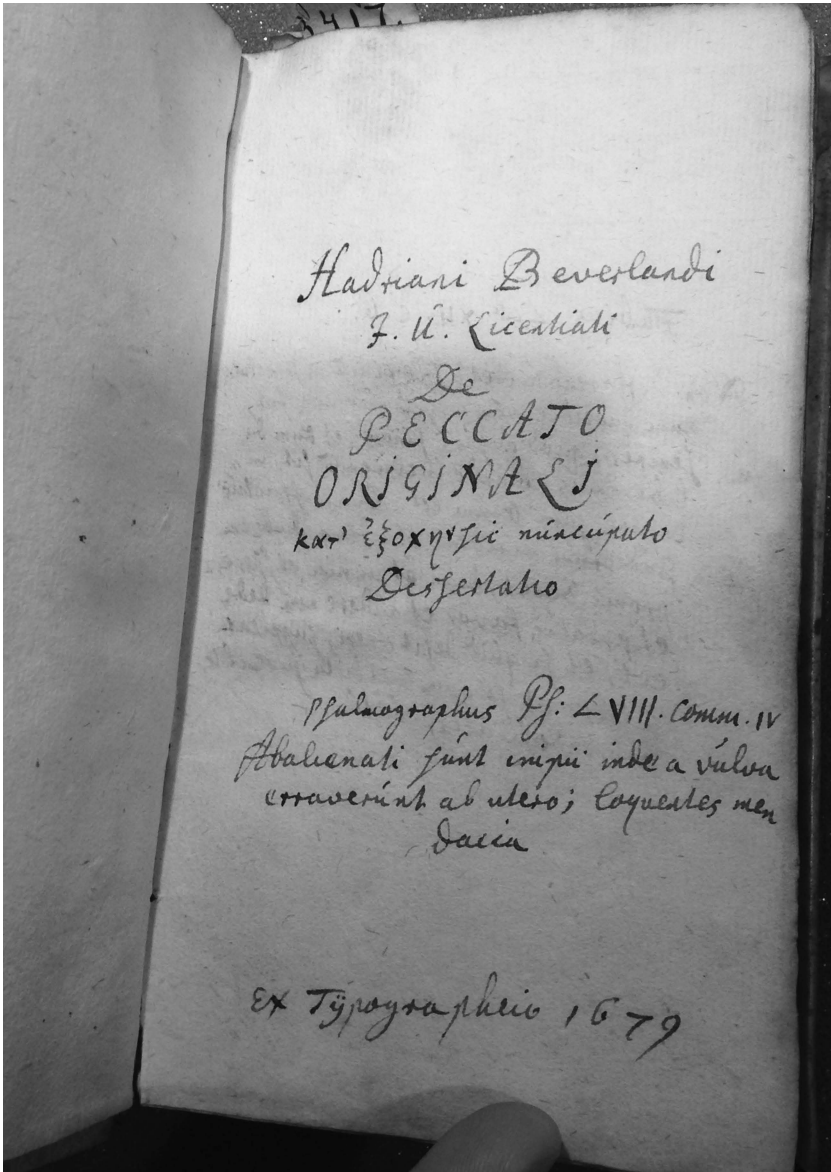 3417.
Hadriani Beverlandi
J. U. Licentiati
De
PECCATO
ORIGINALI
κατ' ἐξοχὴν sic nuncupato
Dissertatio
Psalmographus Ps: LVIII. Comm. IV
Abalienati sunt impii inde a vulva
erraverunt ab utero; loquentes men
dacia
Ex Typographeio 1679